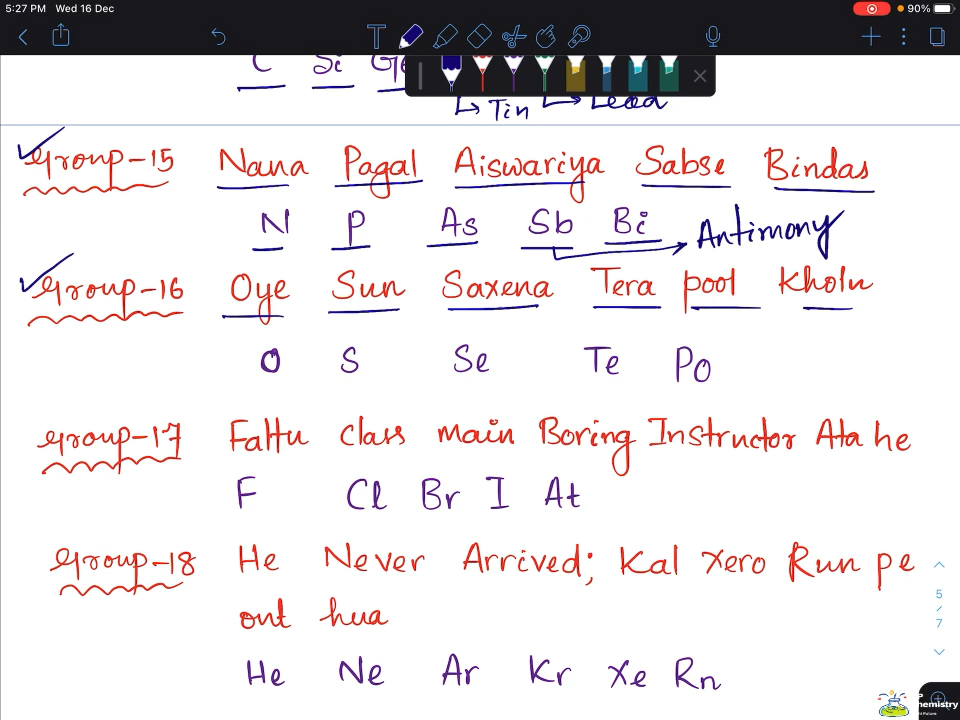 5:27 PM Wed 16 Dec
90%
C Si Ge
Tin Lead
Group-15 Nana Pagal Aiswariya Sabse Bindas
N P As Sb Bi Antimony
Group-16 Oye Sun Saxena Tera pool Kholu
O S Se Te Po
Group-17 Faltu class main Boring Instructor Ata he
F Cl Br I At
Group-18 He Never Arrived; Kal Xero Run pe
out hua
He Ne Ar Kr Xe Rn
5
/
7